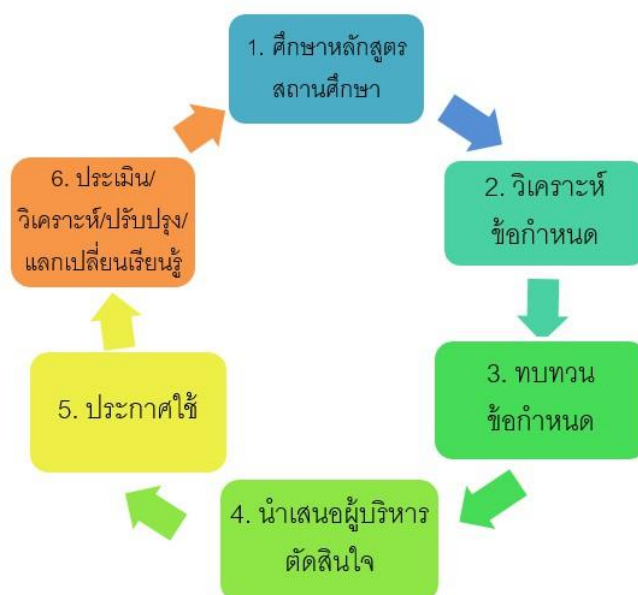 1. ศึกษาหลักสูตร
สถานศึกษา
2. วิเคราะห์
ข้อกำหนด
3. ทบทวน
ข้อกำหนด
4. นำเสนอผู้บริหาร
ตัดสินใจ
5. ประกาศใช้
6. ประเมิน/
วิเคราะห์/ปรับปรุง/
แลกเปลี่ยนเรียนรู้